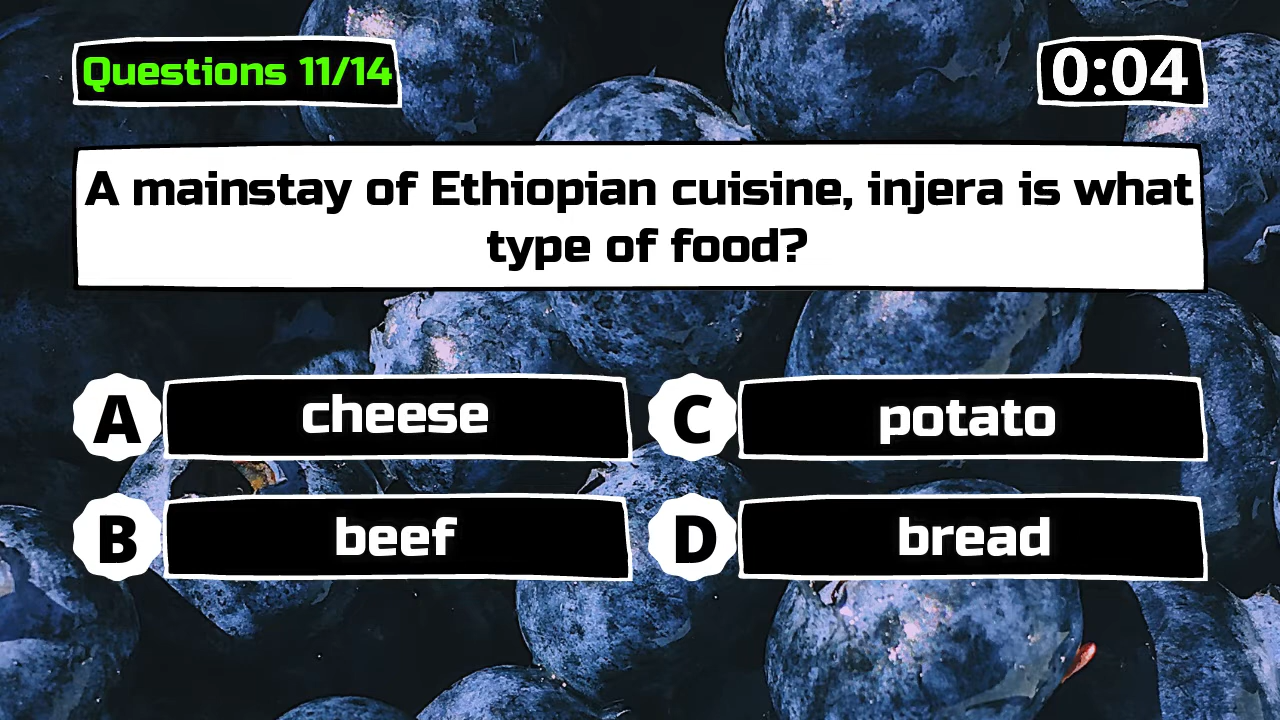 Questions 11/14
0:04
A mainstay of Ethiopian cuisine, injera is what
type of food?
A cheese
C potato
B beef
D bread